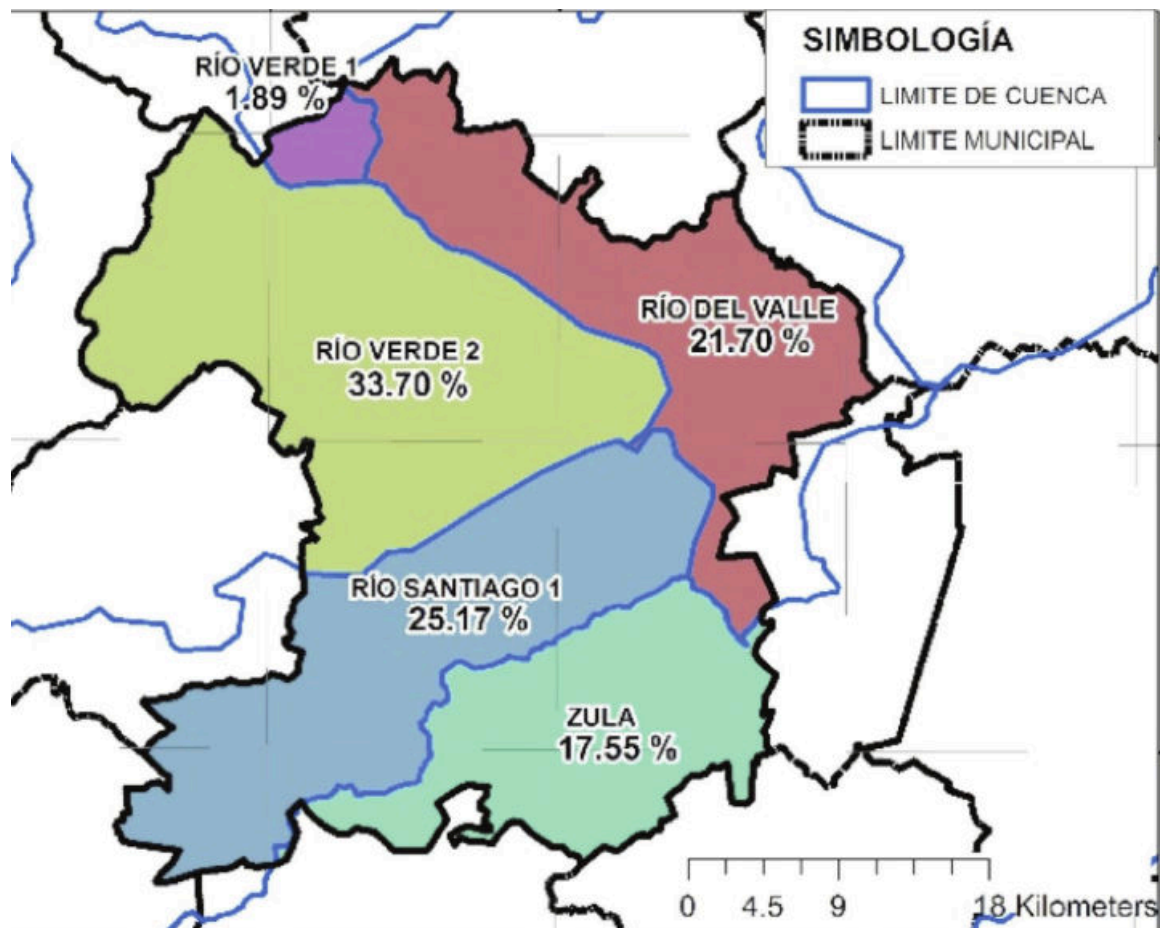 SIMBOLOGÍA
LIMITE DE CUENCA
LIMITE MUNICIPAL
RÍO VERDE 1
1.89 %
RÍO DEL VALLE
21.70 %
RÍO VERDE 2
33.70 %
RÍO SANTIAGO 1
25.17 %
ZULA
17.55 %
0 4.5 9 18 Kilometers